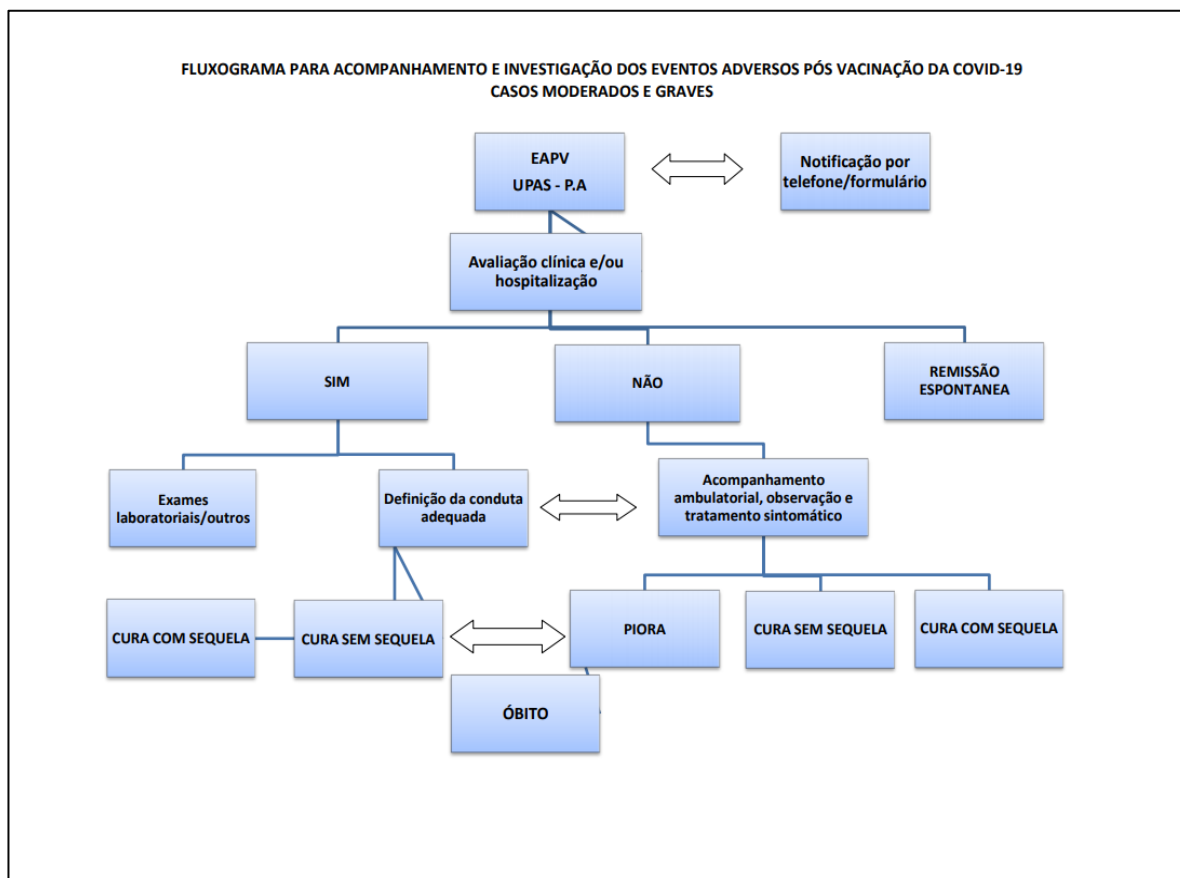 FLUXOGRAMA PARA ACOMPANHAMENTO E INVESTIGAÇÃO DOS EVENTOS ADVERSOS PÓS VACINAÇÃO DA COVID-19
CASOS MODERADOS E GRAVES
EAPV
UPAS - P.A
Notificação por
telefone/formulário
Avaliação clínica e/ou
hospitalização
SIM
NÃO
REMISSÃO
ESPONTANEA
Exames
laboratoriais/outros
Definição da conduta
adequada
Acompanhamento
ambulatorial, observação e
tratamento sintomático
CURA COM SEQUELA
CURA SEM SEQUELA
PIORA
CURA SEM SEQUELA
CURA COM SEQUELA
ÓBITO